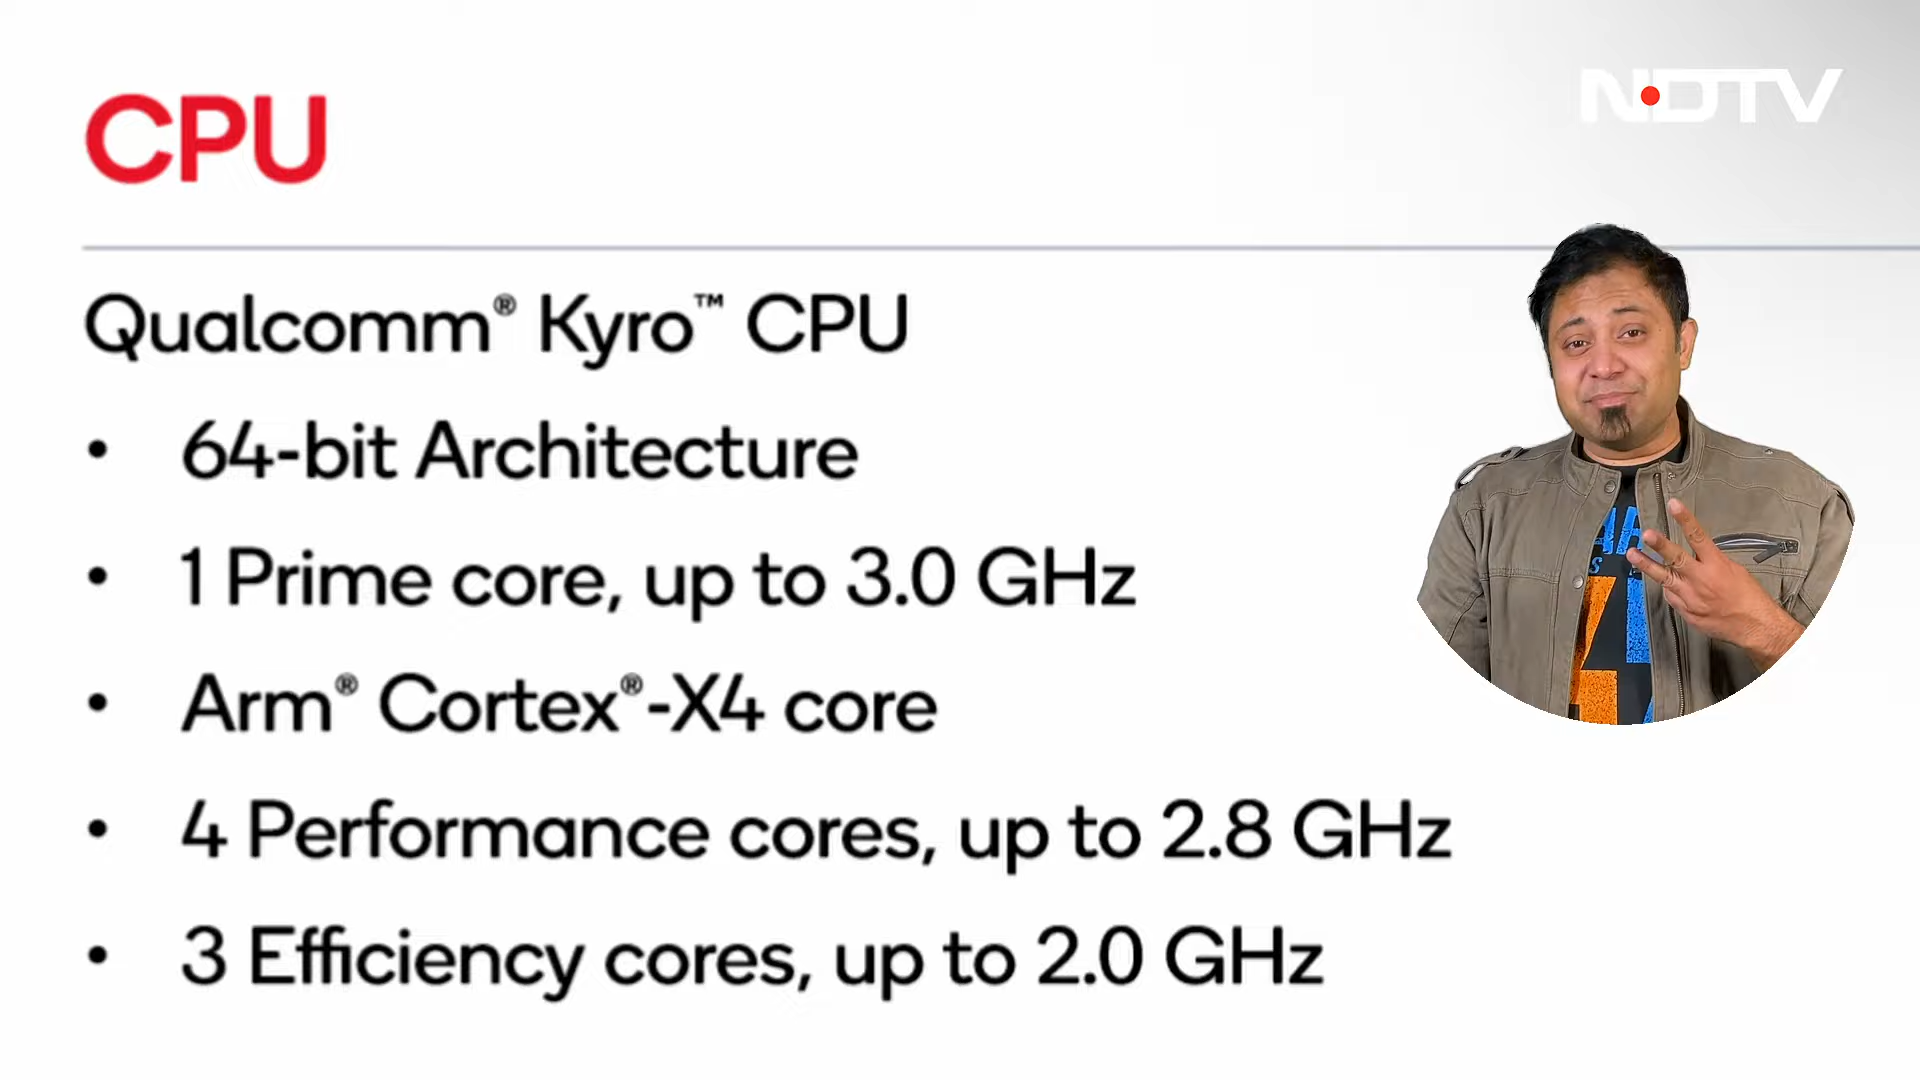 CPU
NDTV
Qualcomm® Kyro™ CPU
• 64-bit Architecture
• 1 Prime core, up to 3.0 GHz
• Arm® Cortex®-X4 core
• 4 Performance cores, up to 2.8 GHz
• 3 Efficiency cores, up to 2.0 GHz